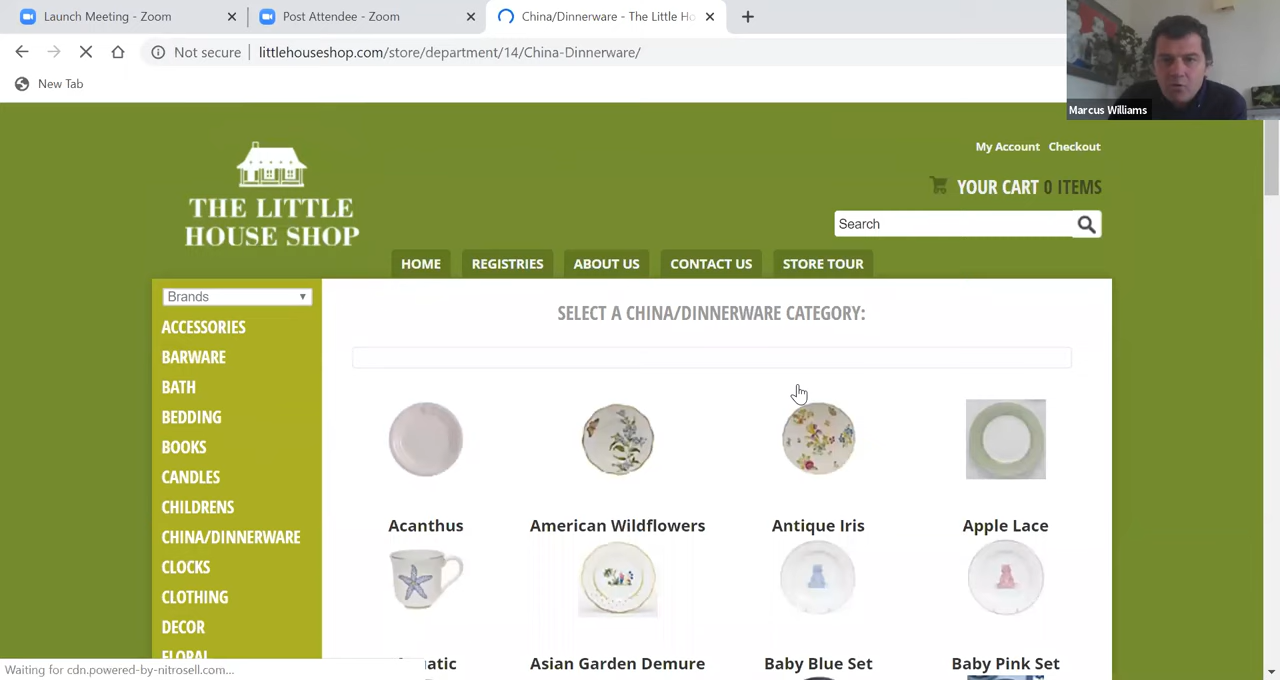 Launch Meeting - Zoom
Post Attendee - Zoom
China/Dinnerware - The Little Ho
Not secure
littlehouseshop.com/store/department/14/China-Dinnerware/
New Tab
Marcus Williams
My Account Checkout
YOUR CART 0 ITEMS
Search
THE LITTLE
HOUSE SHOP
HOME
REGISTRIES
ABOUT US
CONTACT US
STORE TOUR
Brands
ACCESSORIES
BARWARE
BATH
BEDDING
BOOKS
CANDLES
CHILDRENS
CHINA/DINNERWARE
CLOCKS
CLOTHING
DECOR
FLORAL
SELECT A CHINA/DINNERWARE CATEGORY:
Acanthus
American Wildflowers
Antique Iris
Apple Lace
uatic
Asian Garden Demure
Baby Blue Set
Baby Pink Set
Waiting for cdn.powered-by-nitrosell.com...